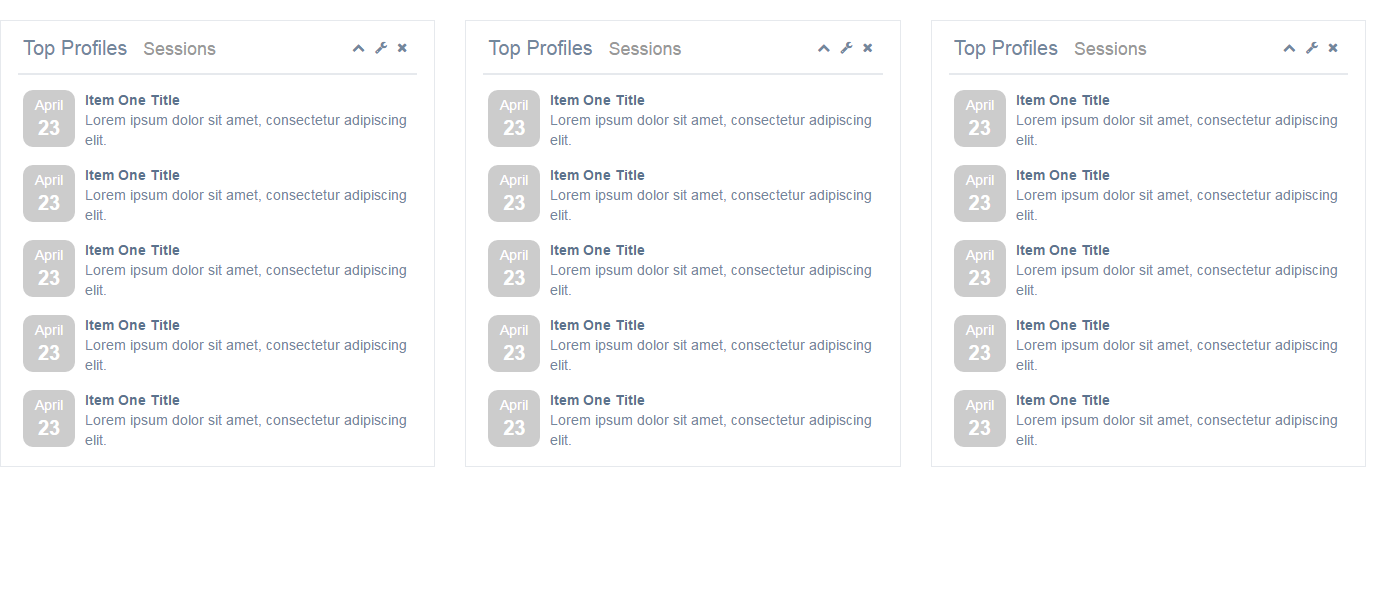 Top Profiles Sessions
April
23
Item One Title
Lorem ipsum dolor sit amet, consectetur adipiscing
elit.
April
23
Item One Title
Lorem ipsum dolor sit amet, consectetur adipiscing
elit.
April
23
Item One Title
Lorem ipsum dolor sit amet, consectetur adipiscing
elit.
April
23
Item One Title
Lorem ipsum dolor sit amet, consectetur adipiscing
elit.
April
23
Item One Title
Lorem ipsum dolor sit amet, consectetur adipiscing
elit.
Top Profiles Sessions
April
23
Item One Title
Lorem ipsum dolor sit amet, consectetur adipiscing
elit.
April
23
Item One Title
Lorem ipsum dolor sit amet, consectetur adipiscing
elit.
April
23
Item One Title
Lorem ipsum dolor sit amet, consectetur adipiscing
elit.
April
23
Item One Title
Lorem ipsum dolor sit amet, consectetur adipiscing
elit.
April
23
Item One Title
Lorem ipsum dolor sit amet, consectetur adipiscing
elit.
Top Profiles Sessions
April
23
Item One Title
Lorem ipsum dolor sit amet, consectetur adipiscing
elit.
April
23
Item One Title
Lorem ipsum dolor sit amet, consectetur adipiscing
elit.
April
23
Item One Title
Lorem ipsum dolor sit amet, consectetur adipiscing
elit.
April
23
Item One Title
Lorem ipsum dolor sit amet, consectetur adipiscing
elit.
April
23
Item One Title
Lorem ipsum dolor sit amet, consectetur adipiscing
elit.